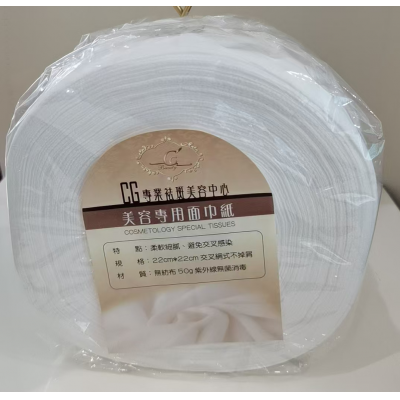 CG 專業祛斑美容中心
美容專用面巾紙
COSMETOLOGY SPECIAL TISSUES
特 點：柔軟細肌、避免交叉感染
規 格：22cm*22cm 交叉網式不掉屑
材 質：無紡布 50g 紫外線無菌消毒